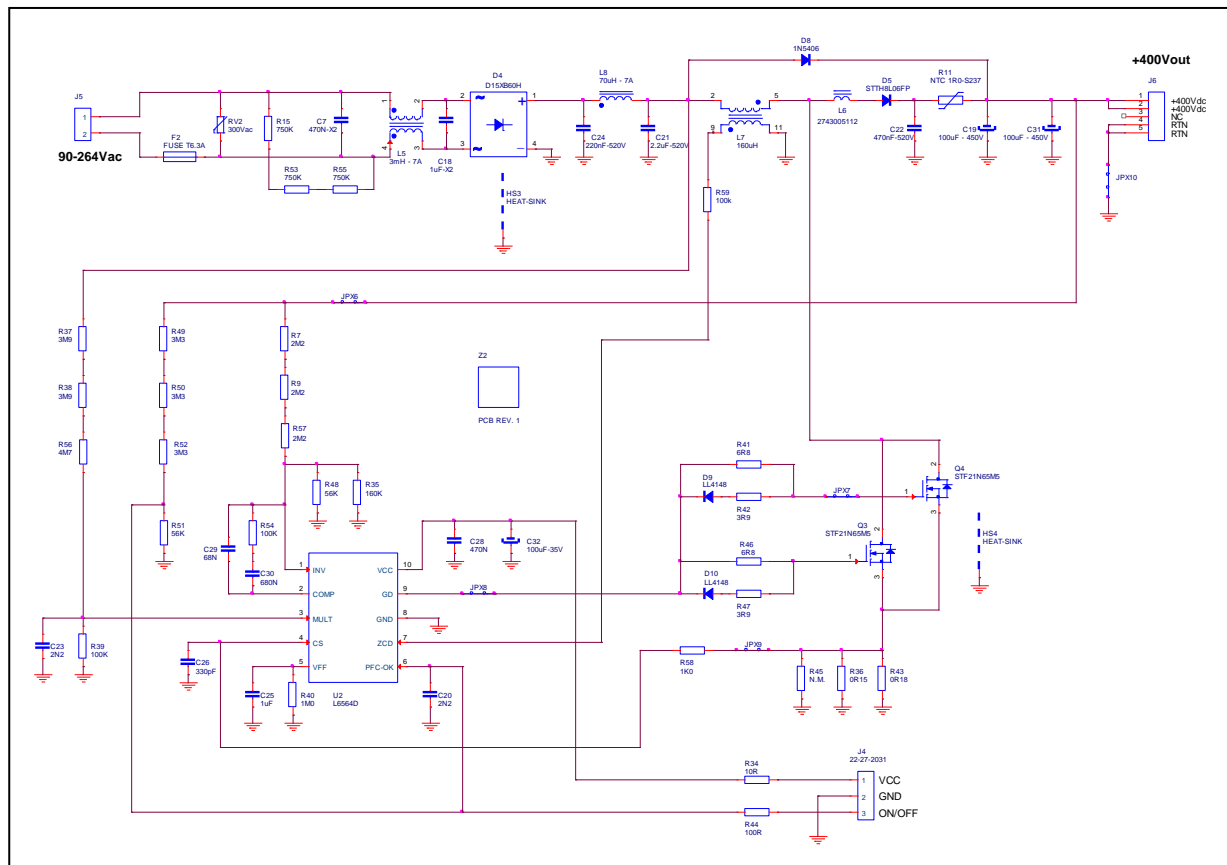 J5
1
2
90-264Vac
F2
FUSE T6.3A
RV2
300Vac
R15
750K
R53
750K
R55
750K
C7
470N-X2
1
2
4
3
L5
3mH - 7A
C18
1uF-X2
D4
D15XB60H
2
1
3
4
~
~
+
−
HS3
HEAT-SINK
L8
70uH - 7A
C24
220nF-520V
C21
2.2uF-520V
2
5
9
11
L7
160uH
R59
100k
D8
1N5406
L6
2743005112
D5
STTH8L06FP
C22
470nF-520V
R11
NTC 1R0-S237
C19
100uF - 450V
C31
100uF - 450V
+400Vout
J6
1
2
3
4
5
+400Vdc
+400Vdc
NC
RTN
RTN
JPX10
JPX6
R37
3M9
R38
3M9
R56
4M7
R49
3M3
R50
3M3
R52
3M3
R7
2M2
R9
2M2
R57
2M2
Z2
PCB REV. 1
R48
56K
R35
160K
R51
56K
C29
68N
R54
100K
C30
680N
C28
470N
C32
100uF-35V
1
INV
2
COMP
3
MULT
4
CS
5
VFF
VCC
10
GD
9
GND
8
ZCD
7
PFC-OK
6
U2
L6564D
JPX8
C23
2N2
R39
100K
C26
330pF
C25
1uF
R40
1M0
C20
2N2
R41
6R8
D9
LL4148
R42
3R9
JPX7
R46
6R8
D10
LL4148
R47
3R9
Q4
STF21N65M5
2
1
3
Q3
STF21N65M5
2
1
3
HS4
HEAT-SINK
R58
1K0
JPX9
R45
N.M.
R36
0R15
R43
0R18
R34
10R
R44
100R
J4
22-27-2031
1
VCC
2
GND
3
ON/OFF